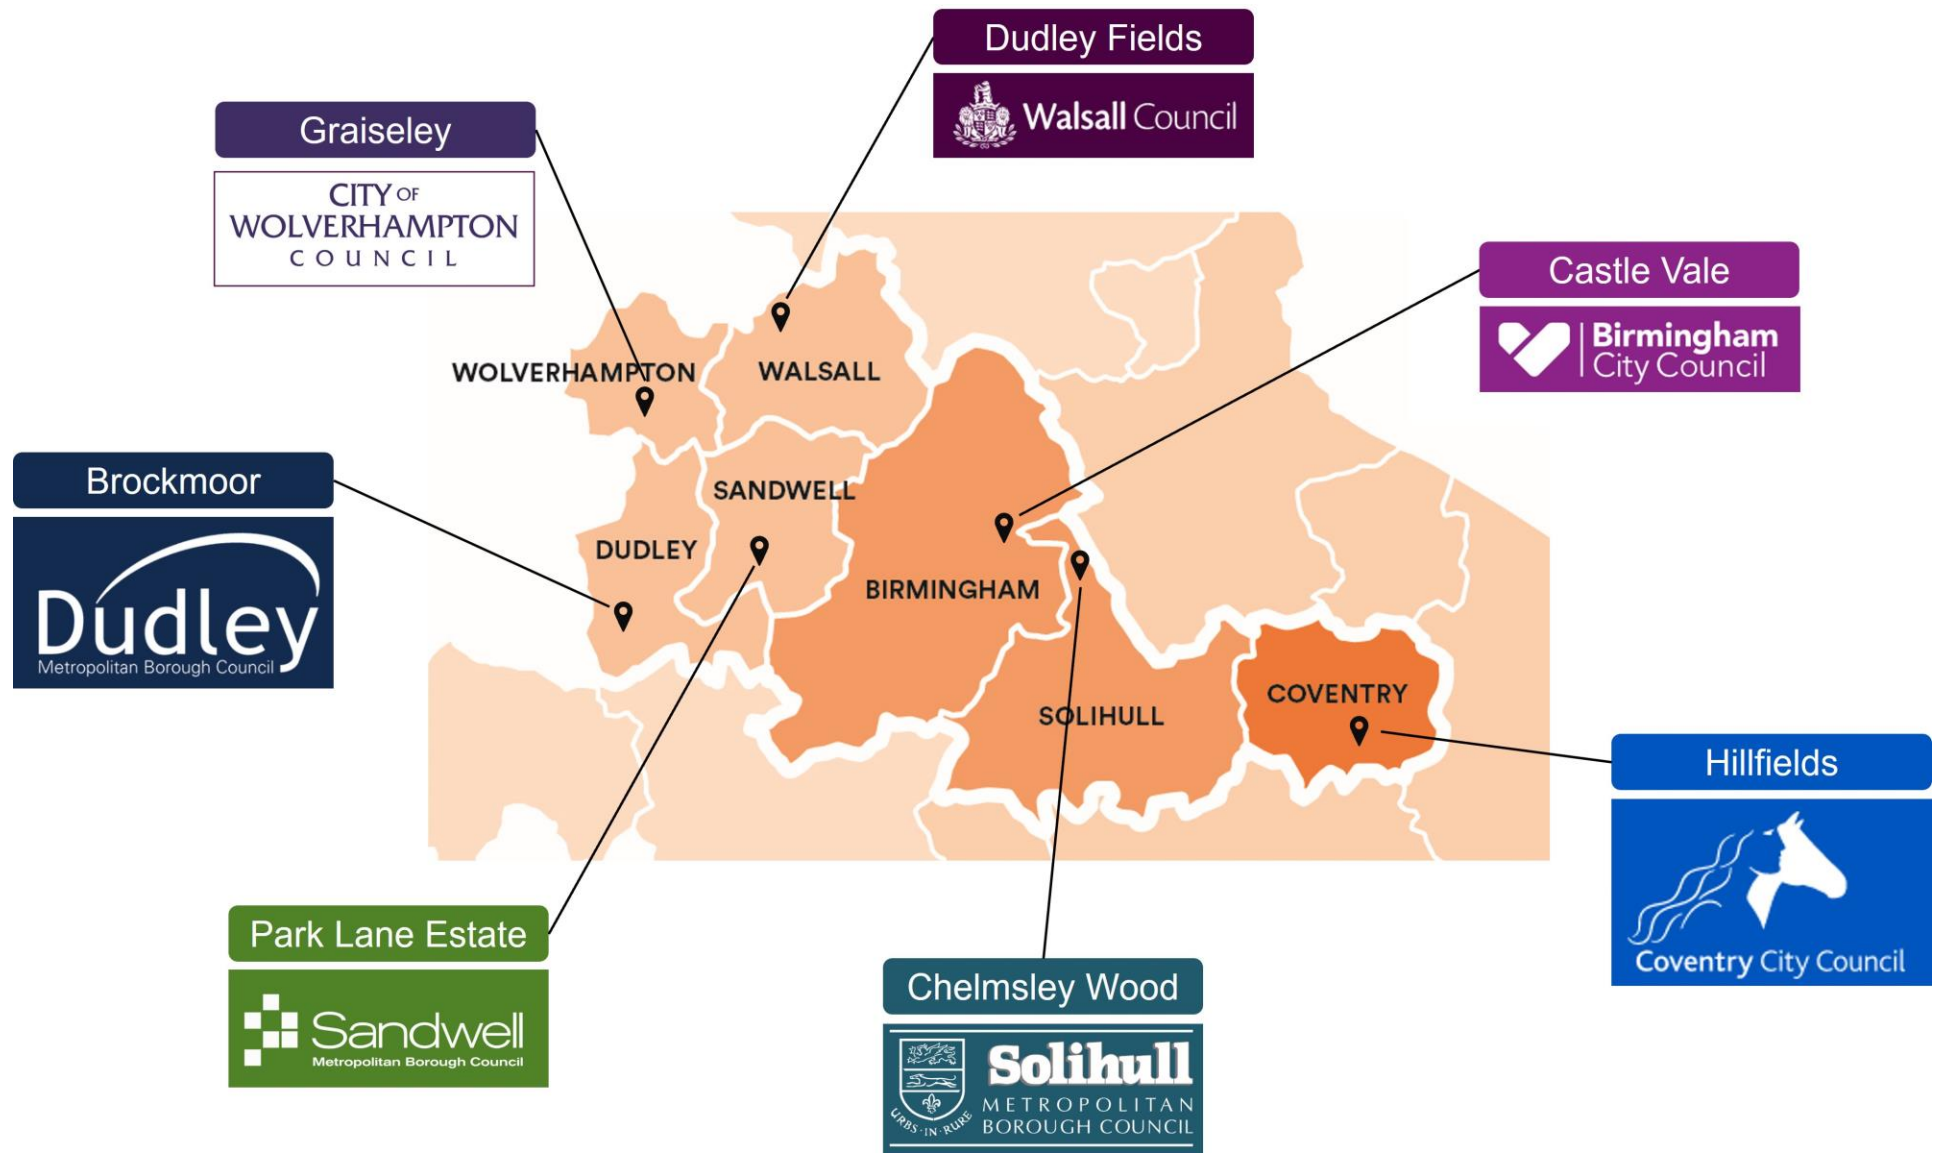 Dudley Fields
Walsall Council
Graiseley
CITY OF
WOLVERHAMPTON
COUNCIL
Castle Vale
Birmingham
City Council
WOLVERHAMPTON
WALSALL
Brockmoor
Dudley
Metropolitan Borough Council
SANDWELL
DUDLEY
BIRMINGHAM
SOLIHULL
COVENTRY
Hillfields
Coventry City Council
Park Lane Estate
Sandwell
Metropolitan Borough Council
Chelmsley Wood
Solihull
METROPOLITAN
BOROUGH COUNCIL
URBS·IN·RURE